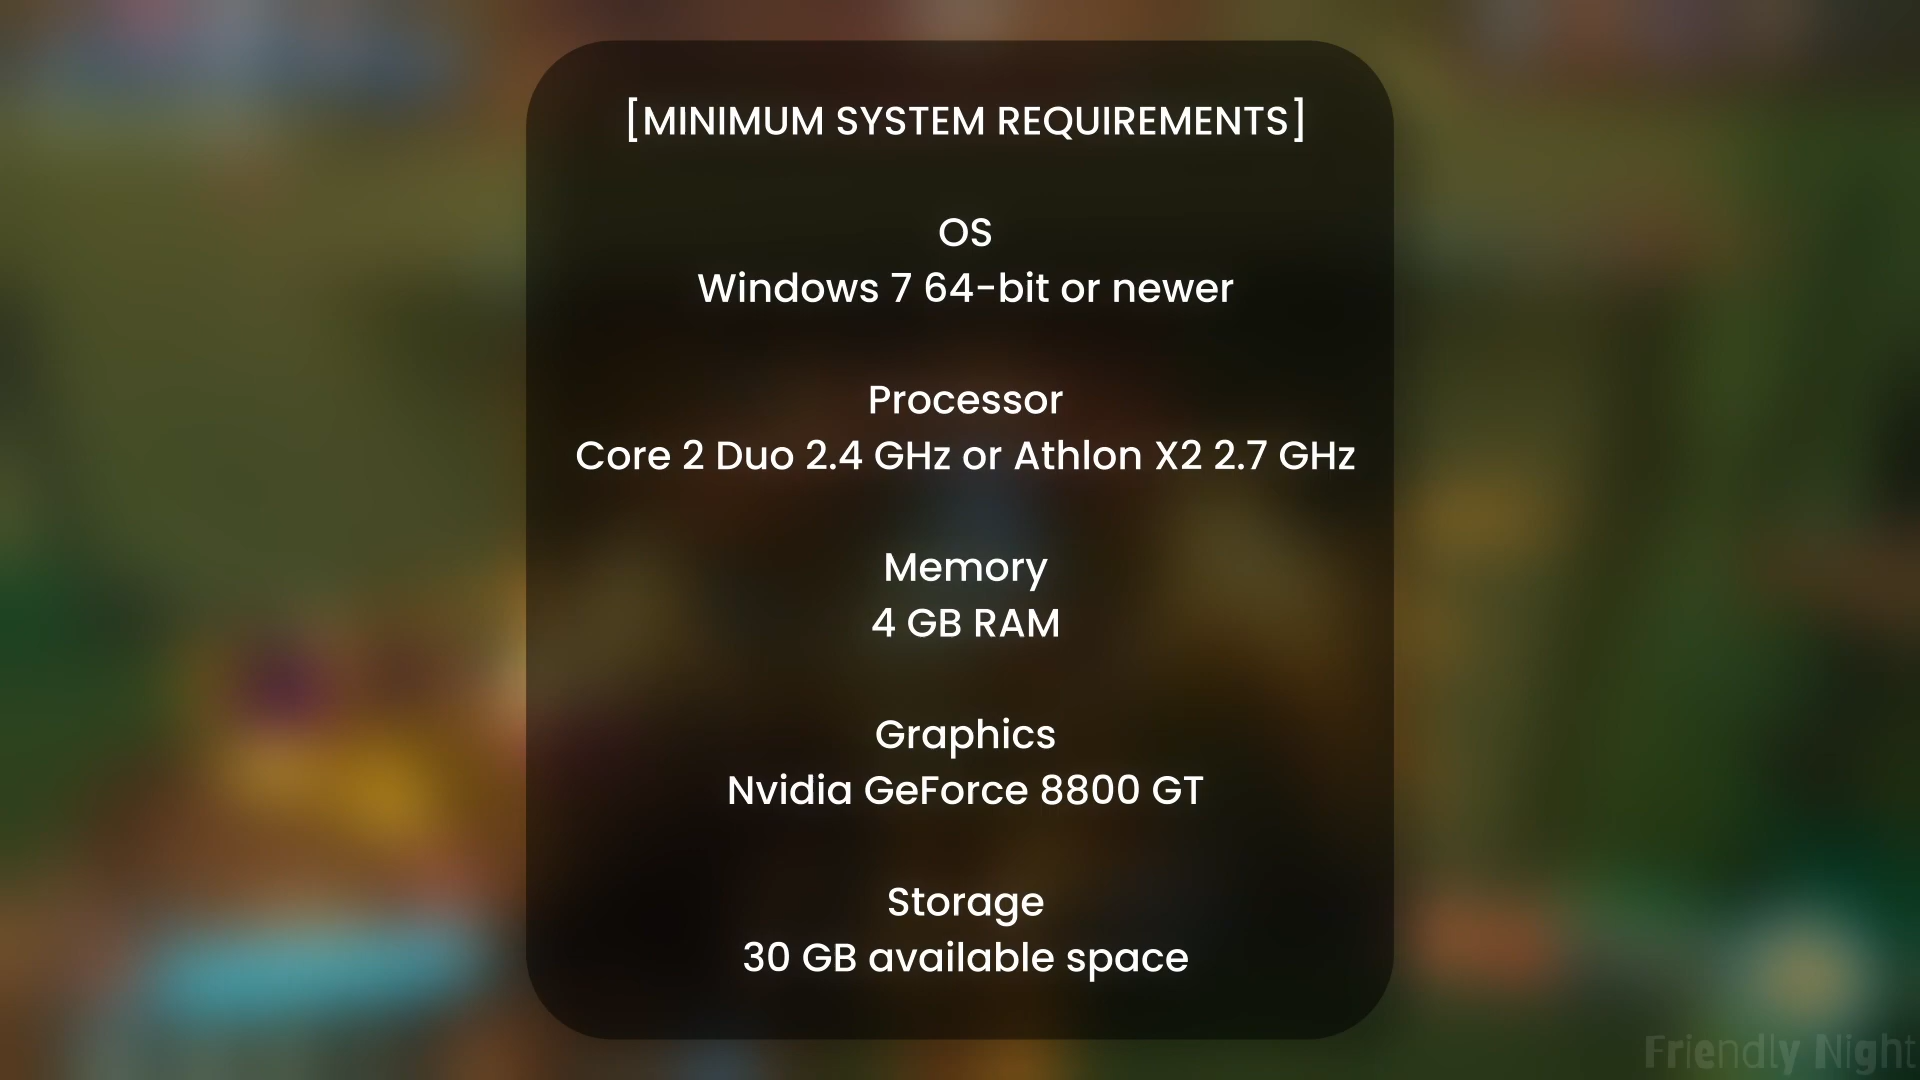 [MINIMUM SYSTEM REQUIREMENTS]
OS
Windows 7 64-bit or newer
Processor
Core 2 Duo 2.4 GHz or Athlon X2 2.7 GHz
Memory
4 GB RAM
Graphics
Nvidia GeForce 8800 GT
Storage
30 GB available space
Friendly Night